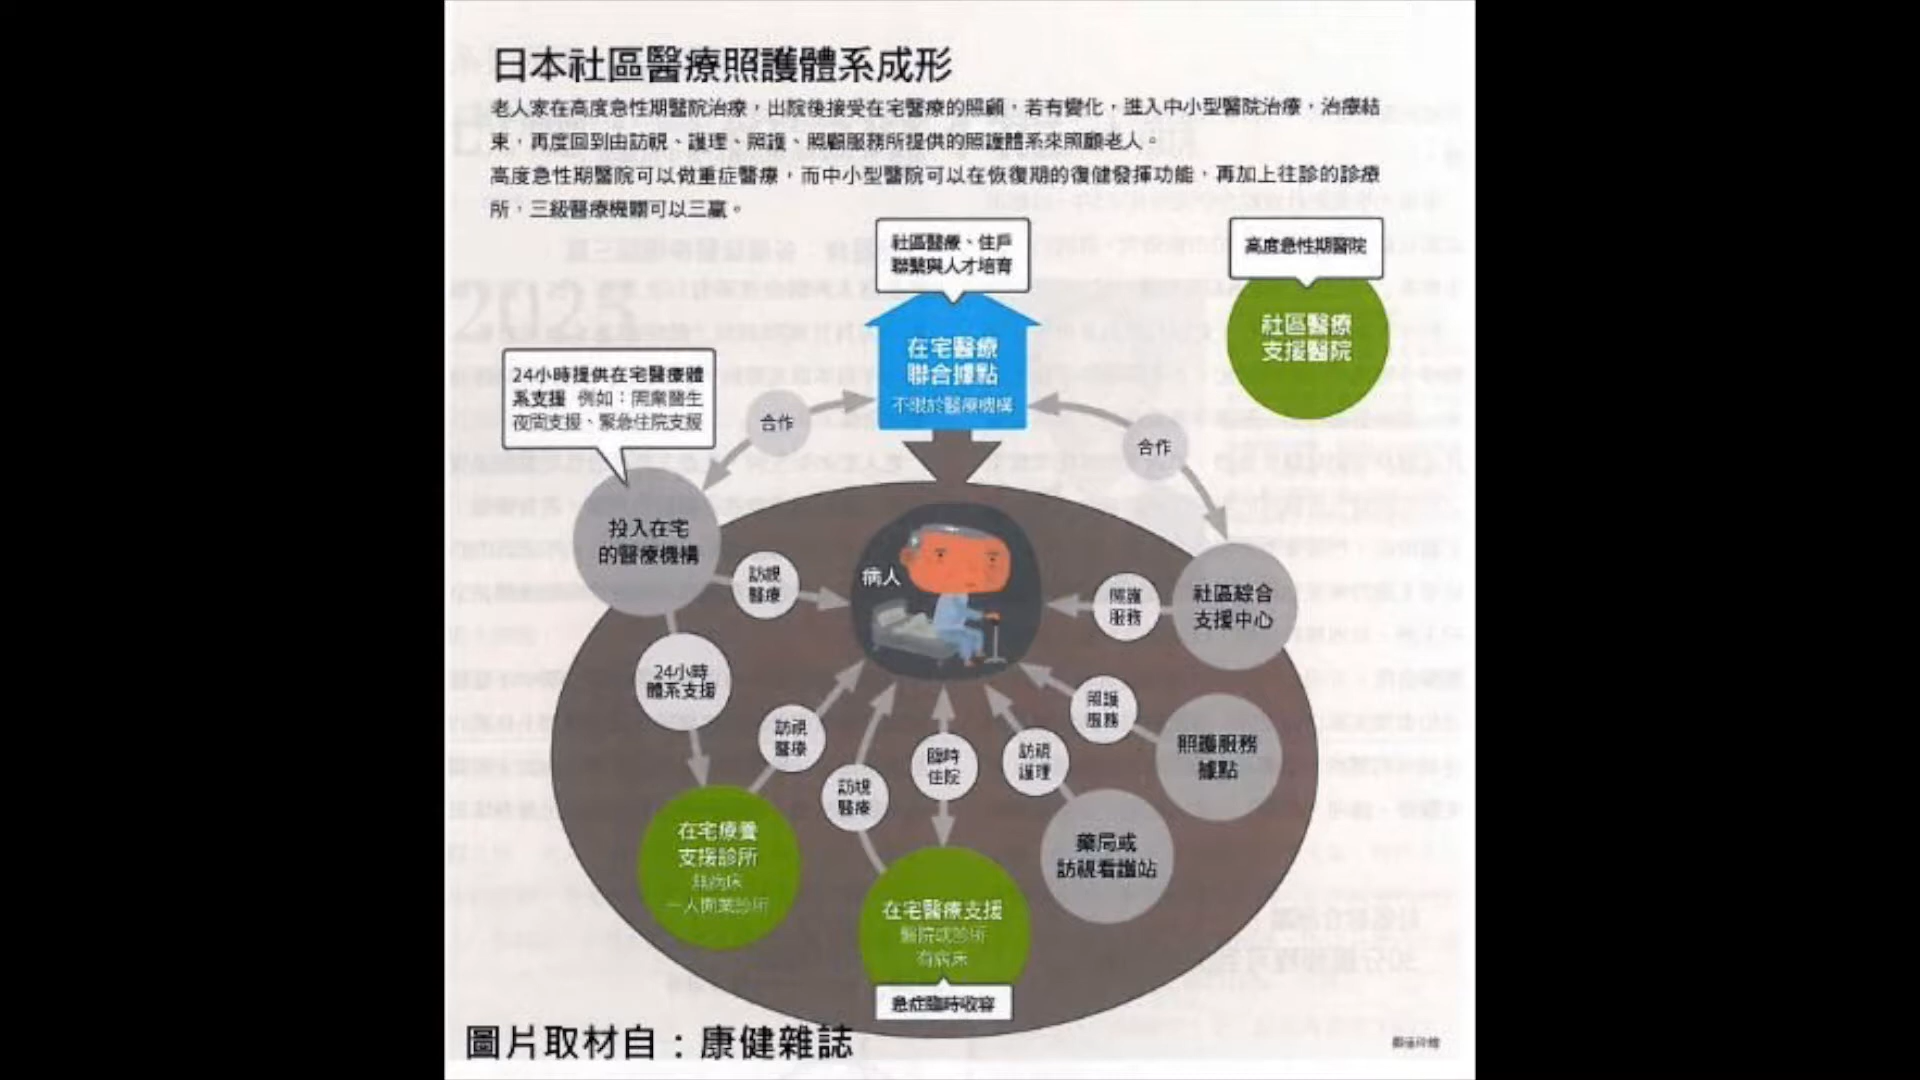 日本社區醫療照護體系成形
老人家在高度急性期醫院治療，出院後接受在宅醫療的照顧，若有變化，進入中小型醫院治療，治療結
束，再度回到由訪視、護理、照護、照顧服務所提供的照護體系來照顧老人。
高度急性期醫院可以做重症醫療，而中小型醫院可以在恢復期的復健發揮功能，再加上往診的診療
所，三級醫療機關可以三贏。
社區醫療、住戶
聯繫與人才培育
高度急性期醫院
社區醫療
支援醫院
在宅醫療
聯合據點
不限於醫療機構
24小時提供在宅醫療體
系支援 例如：開業醫生
夜間支援、緊急住院支援
合作
合作
投入在宅
的醫療機構
訪視
醫療
病人
照護
服務
社區綜合
支援中心
24小時
體系支援
訪視
醫療
訪視
醫療
臨時
住院
訪視
護理
照護
服務
照護服務
據點
在宅療養
支援診所
無病床
一人開業診所
在宅醫療支援
醫院或診所
有病床
藥局或
訪視看護站
急症臨時收容
圖片取材自：康健雜誌